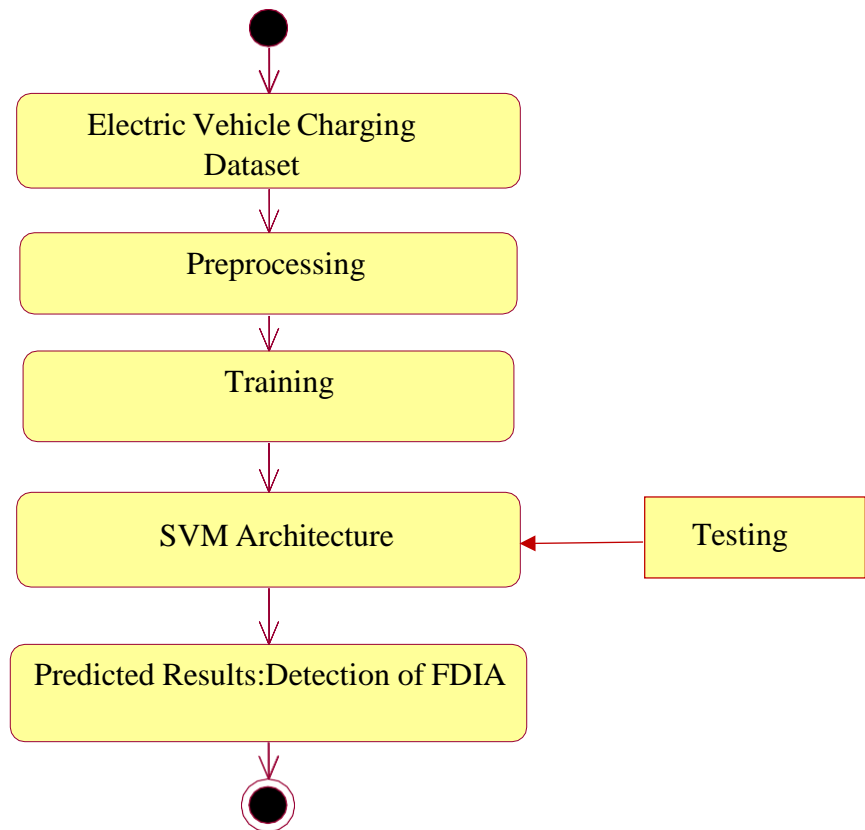 Electric Vehicle Charging
Dataset
Preprocessing
Training
SVM Architecture
Testing
Predicted Results:Detection of FDIA